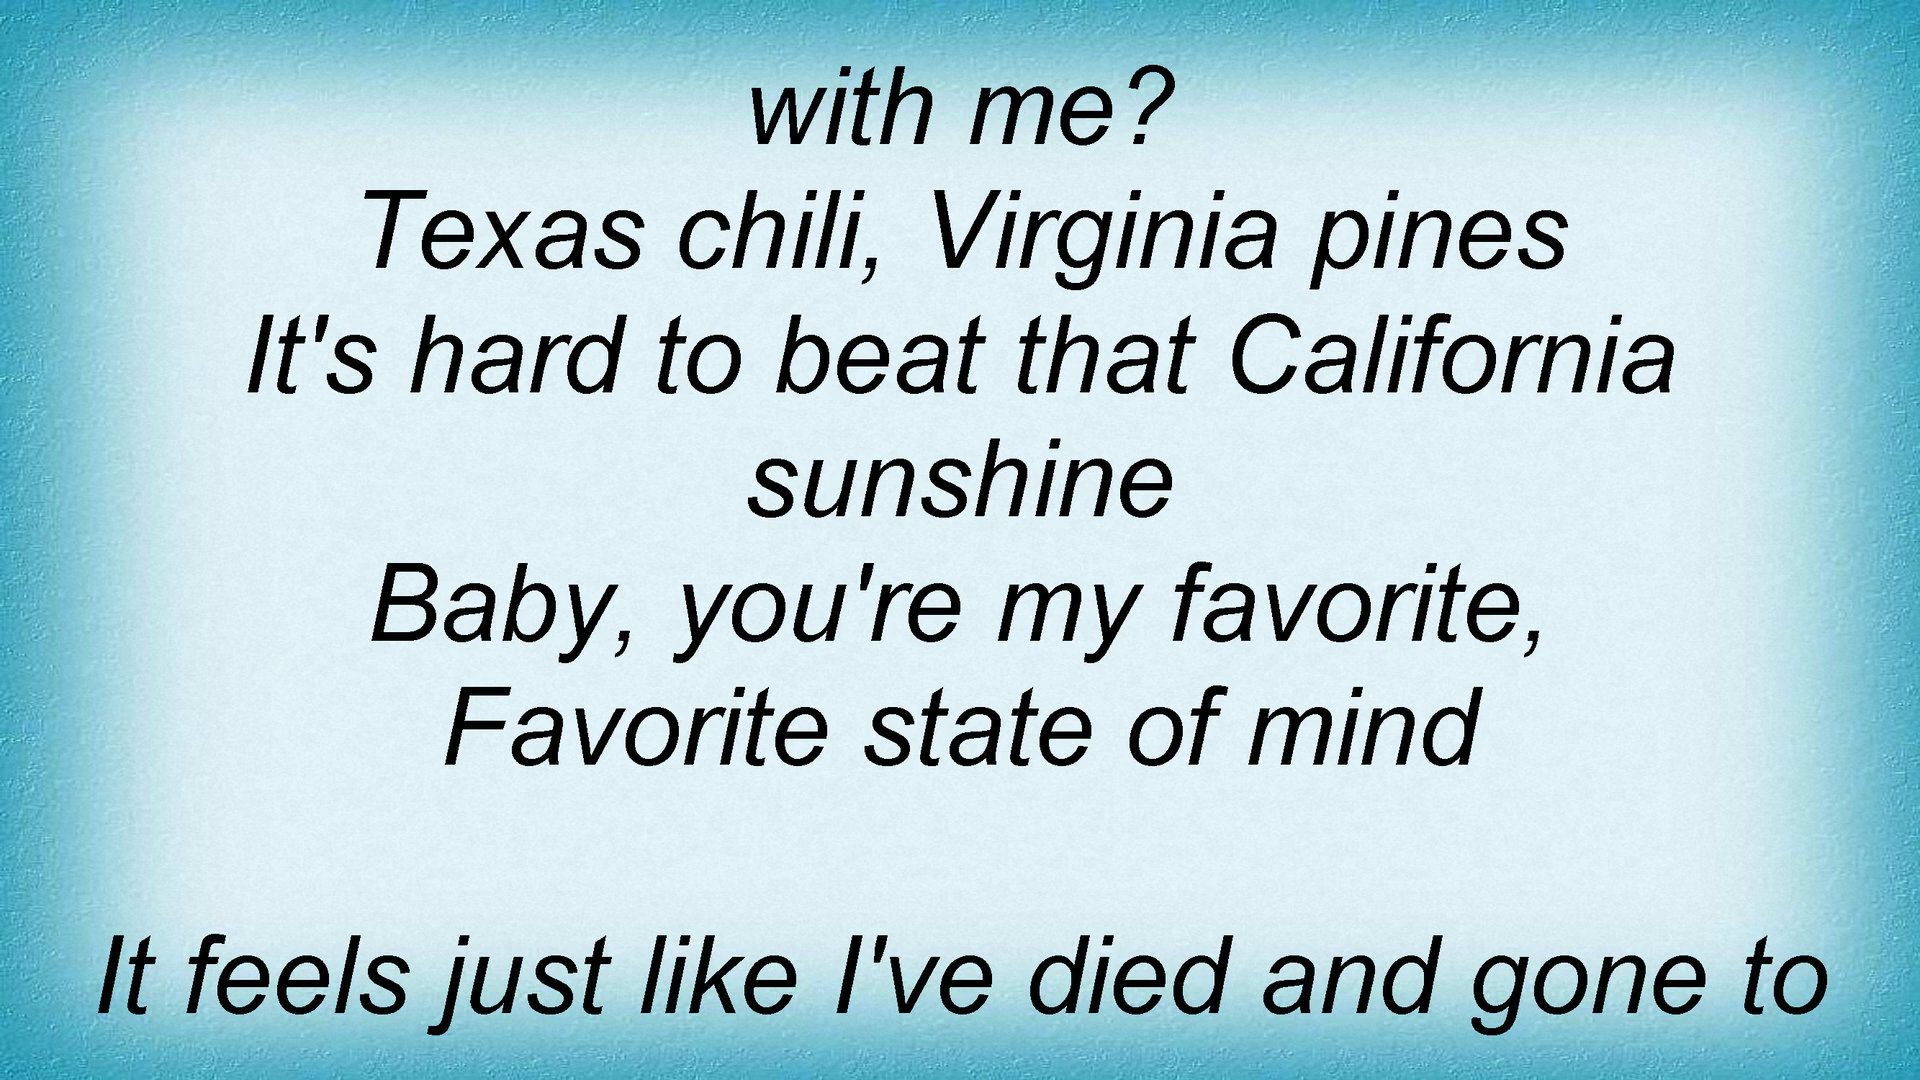 with me?
Texas chili, Virginia pines
It's hard to beat that California
sunshine
Baby, you're my favorite,
Favorite state of mind
It feels just like I've died and gone to